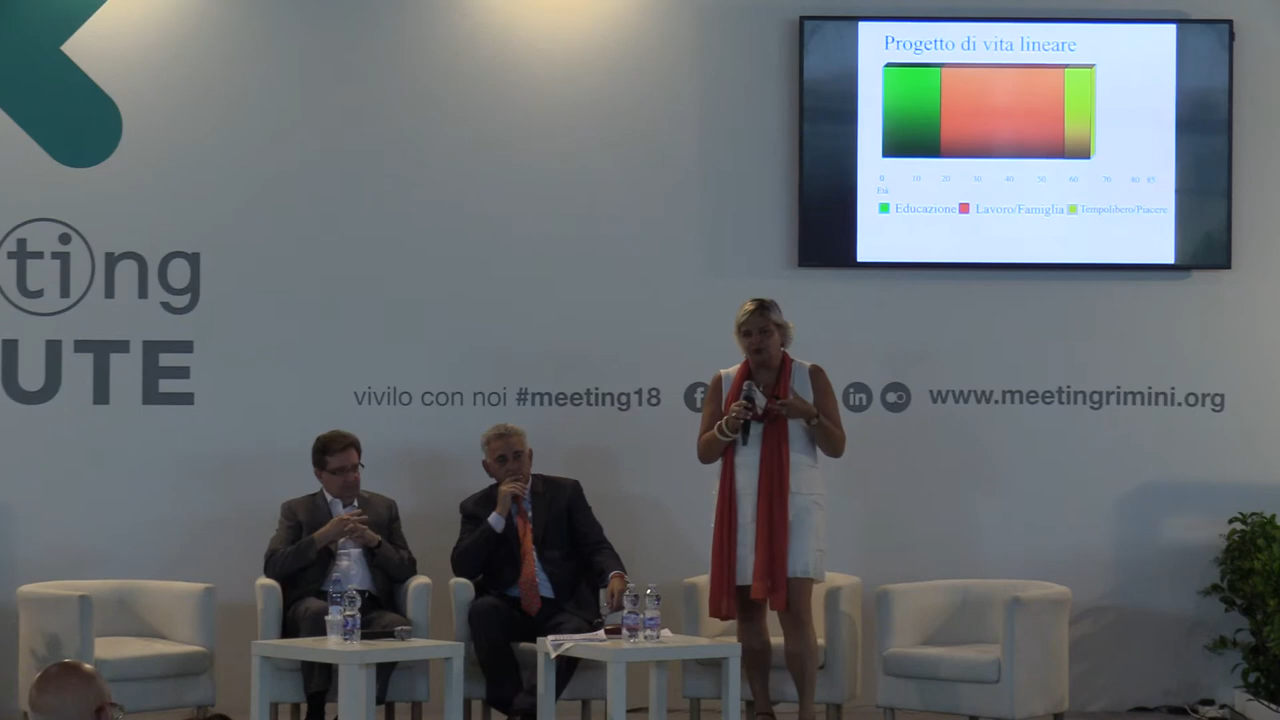 Progetto di vita lineare
0 10 20 30 40 50 60 70 80 85
Età
Educazione Lavoro/Famiglia Tempolibero/Piacere
ting
UTE
vivilo con noi #meeting18 f in www.meetingrimini.org